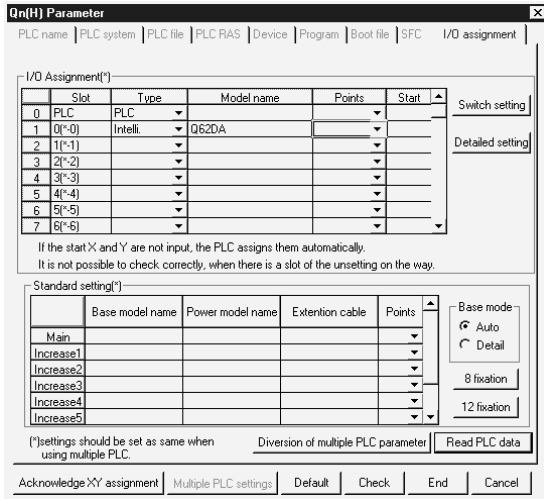 Qn(H) Parameter
PLC name PLC system PLC file PLC RAS Device Program Boot file SFC I/O assignment
I/O Assignment(*)
Slot Type Model name Points Start
0 PLC PLC
1 0(*-0) Intelli. Q62DA
2 1(*-1)
3 2(*-2)
4 3(*-3)
5 4(*-4)
6 5(*-5)
7 6(*-6)
Switch setting
Detailed setting
If the start X and Y are not input, the PLC assigns them automatically.
It is not possible to check correctly, when there is a slot of the unsetting on the way.
Standard setting(*)
Base model name Power model name Extention cable Points
Main
Increase1
Increase2
Increase3
Increase4
Increase5
Base mode
Auto
Detail
8 fixation
12 fixation
(*)settings should be set as same when
using multiple PLC.
Diversion of multiple PLC parameter Read PLC data
Acknowledge XY assignment Multiple PLC settings Default Check End Cancel